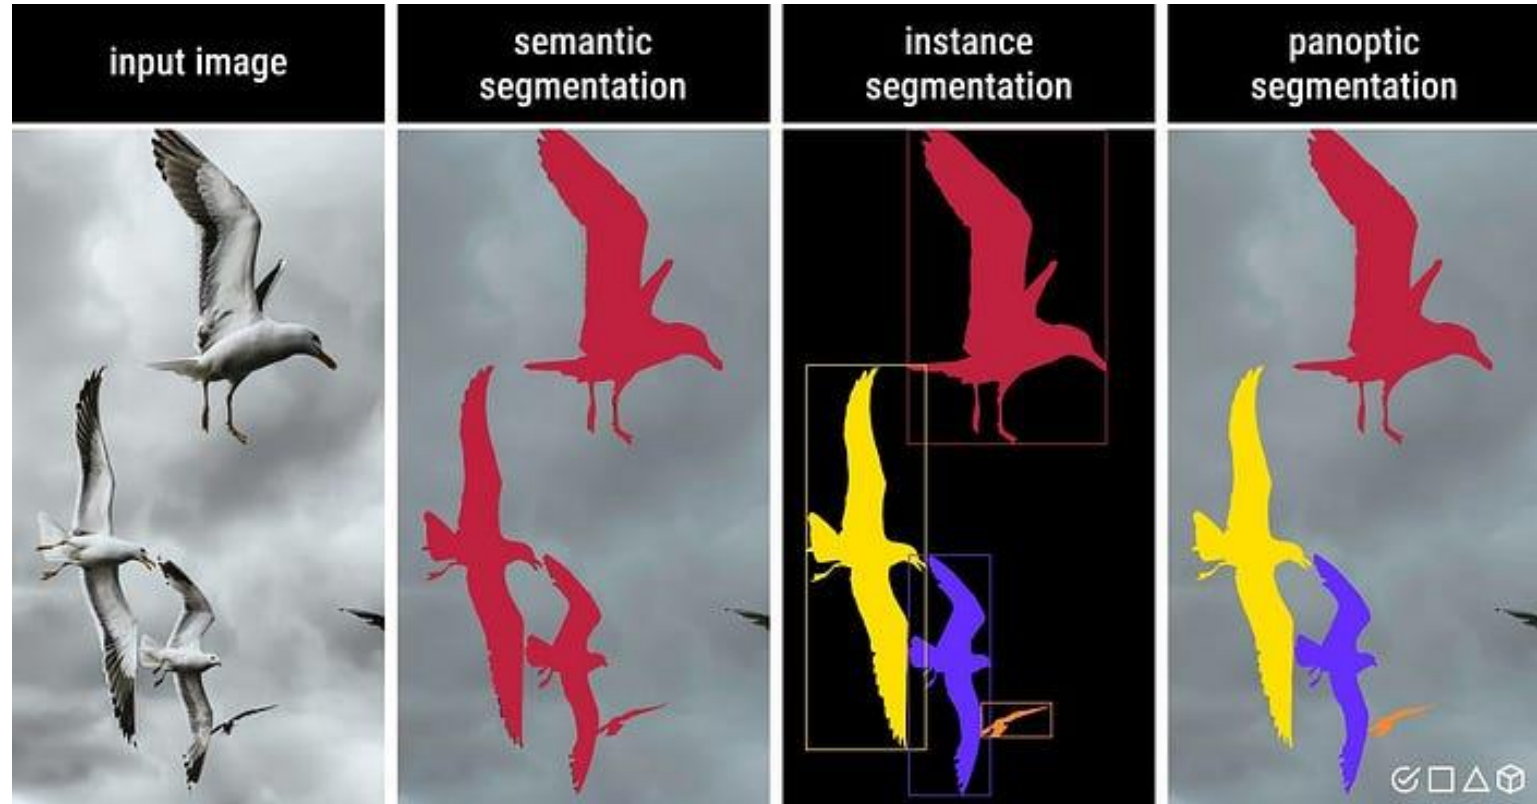 input image
semantic
segmentation
instance
segmentation
panoptic
segmentation